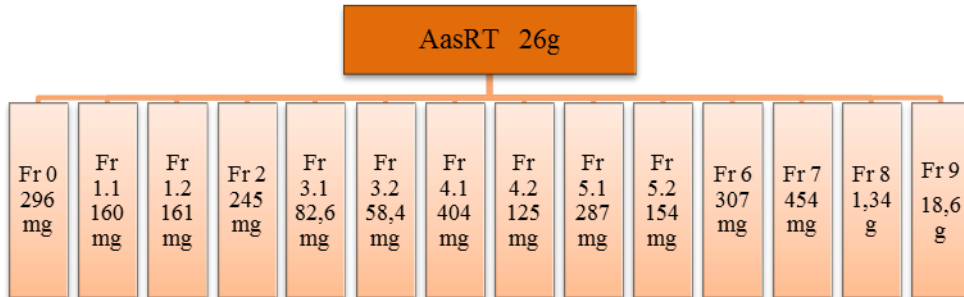 AasRT 26g
Fr 0
296
mg
Fr
1.1
160
mg
Fr
1.2
161
mg
Fr 2
245
mg
Fr
3.1
82,6
mg
Fr
3.2
58,4
mg
Fr
4.1
404
mg
Fr
4.2
125
mg
Fr
5.1
287
mg
Fr
5.2
154
mg
Fr 6
307
mg
Fr 7
454
mg
Fr 8
1,34
g
Fr 9
18,6
g